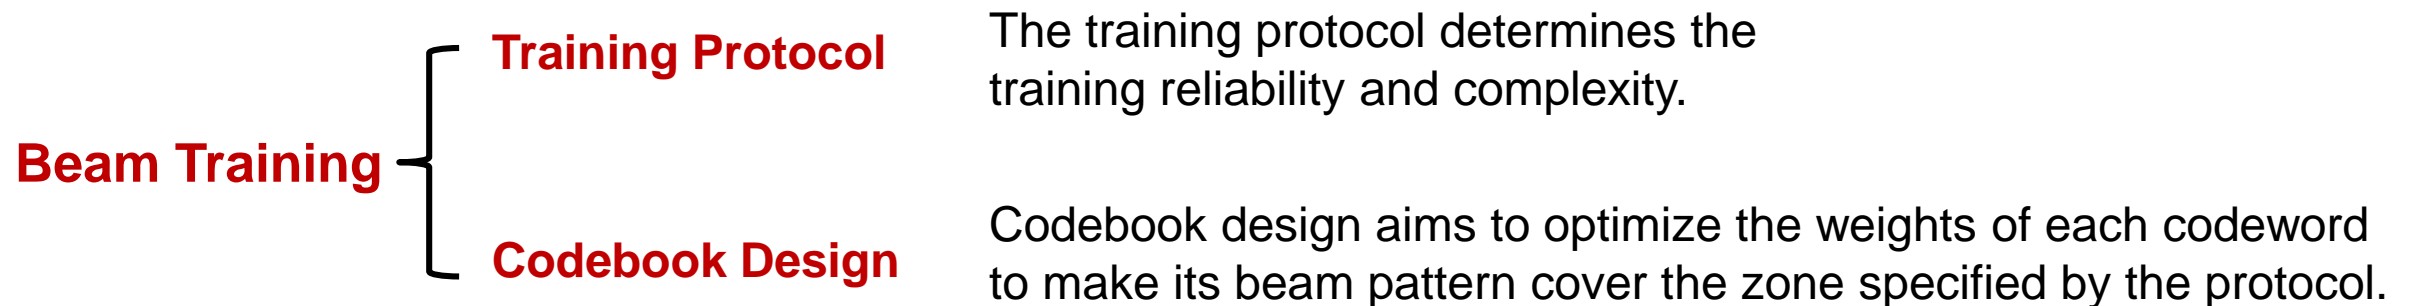 Beam Training
Training Protocol
The training protocol determines the
training reliability and complexity.
Codebook Design
Codebook design aims to optimize the weights of each codeword
to make its beam pattern cover the zone specified by the protocol.